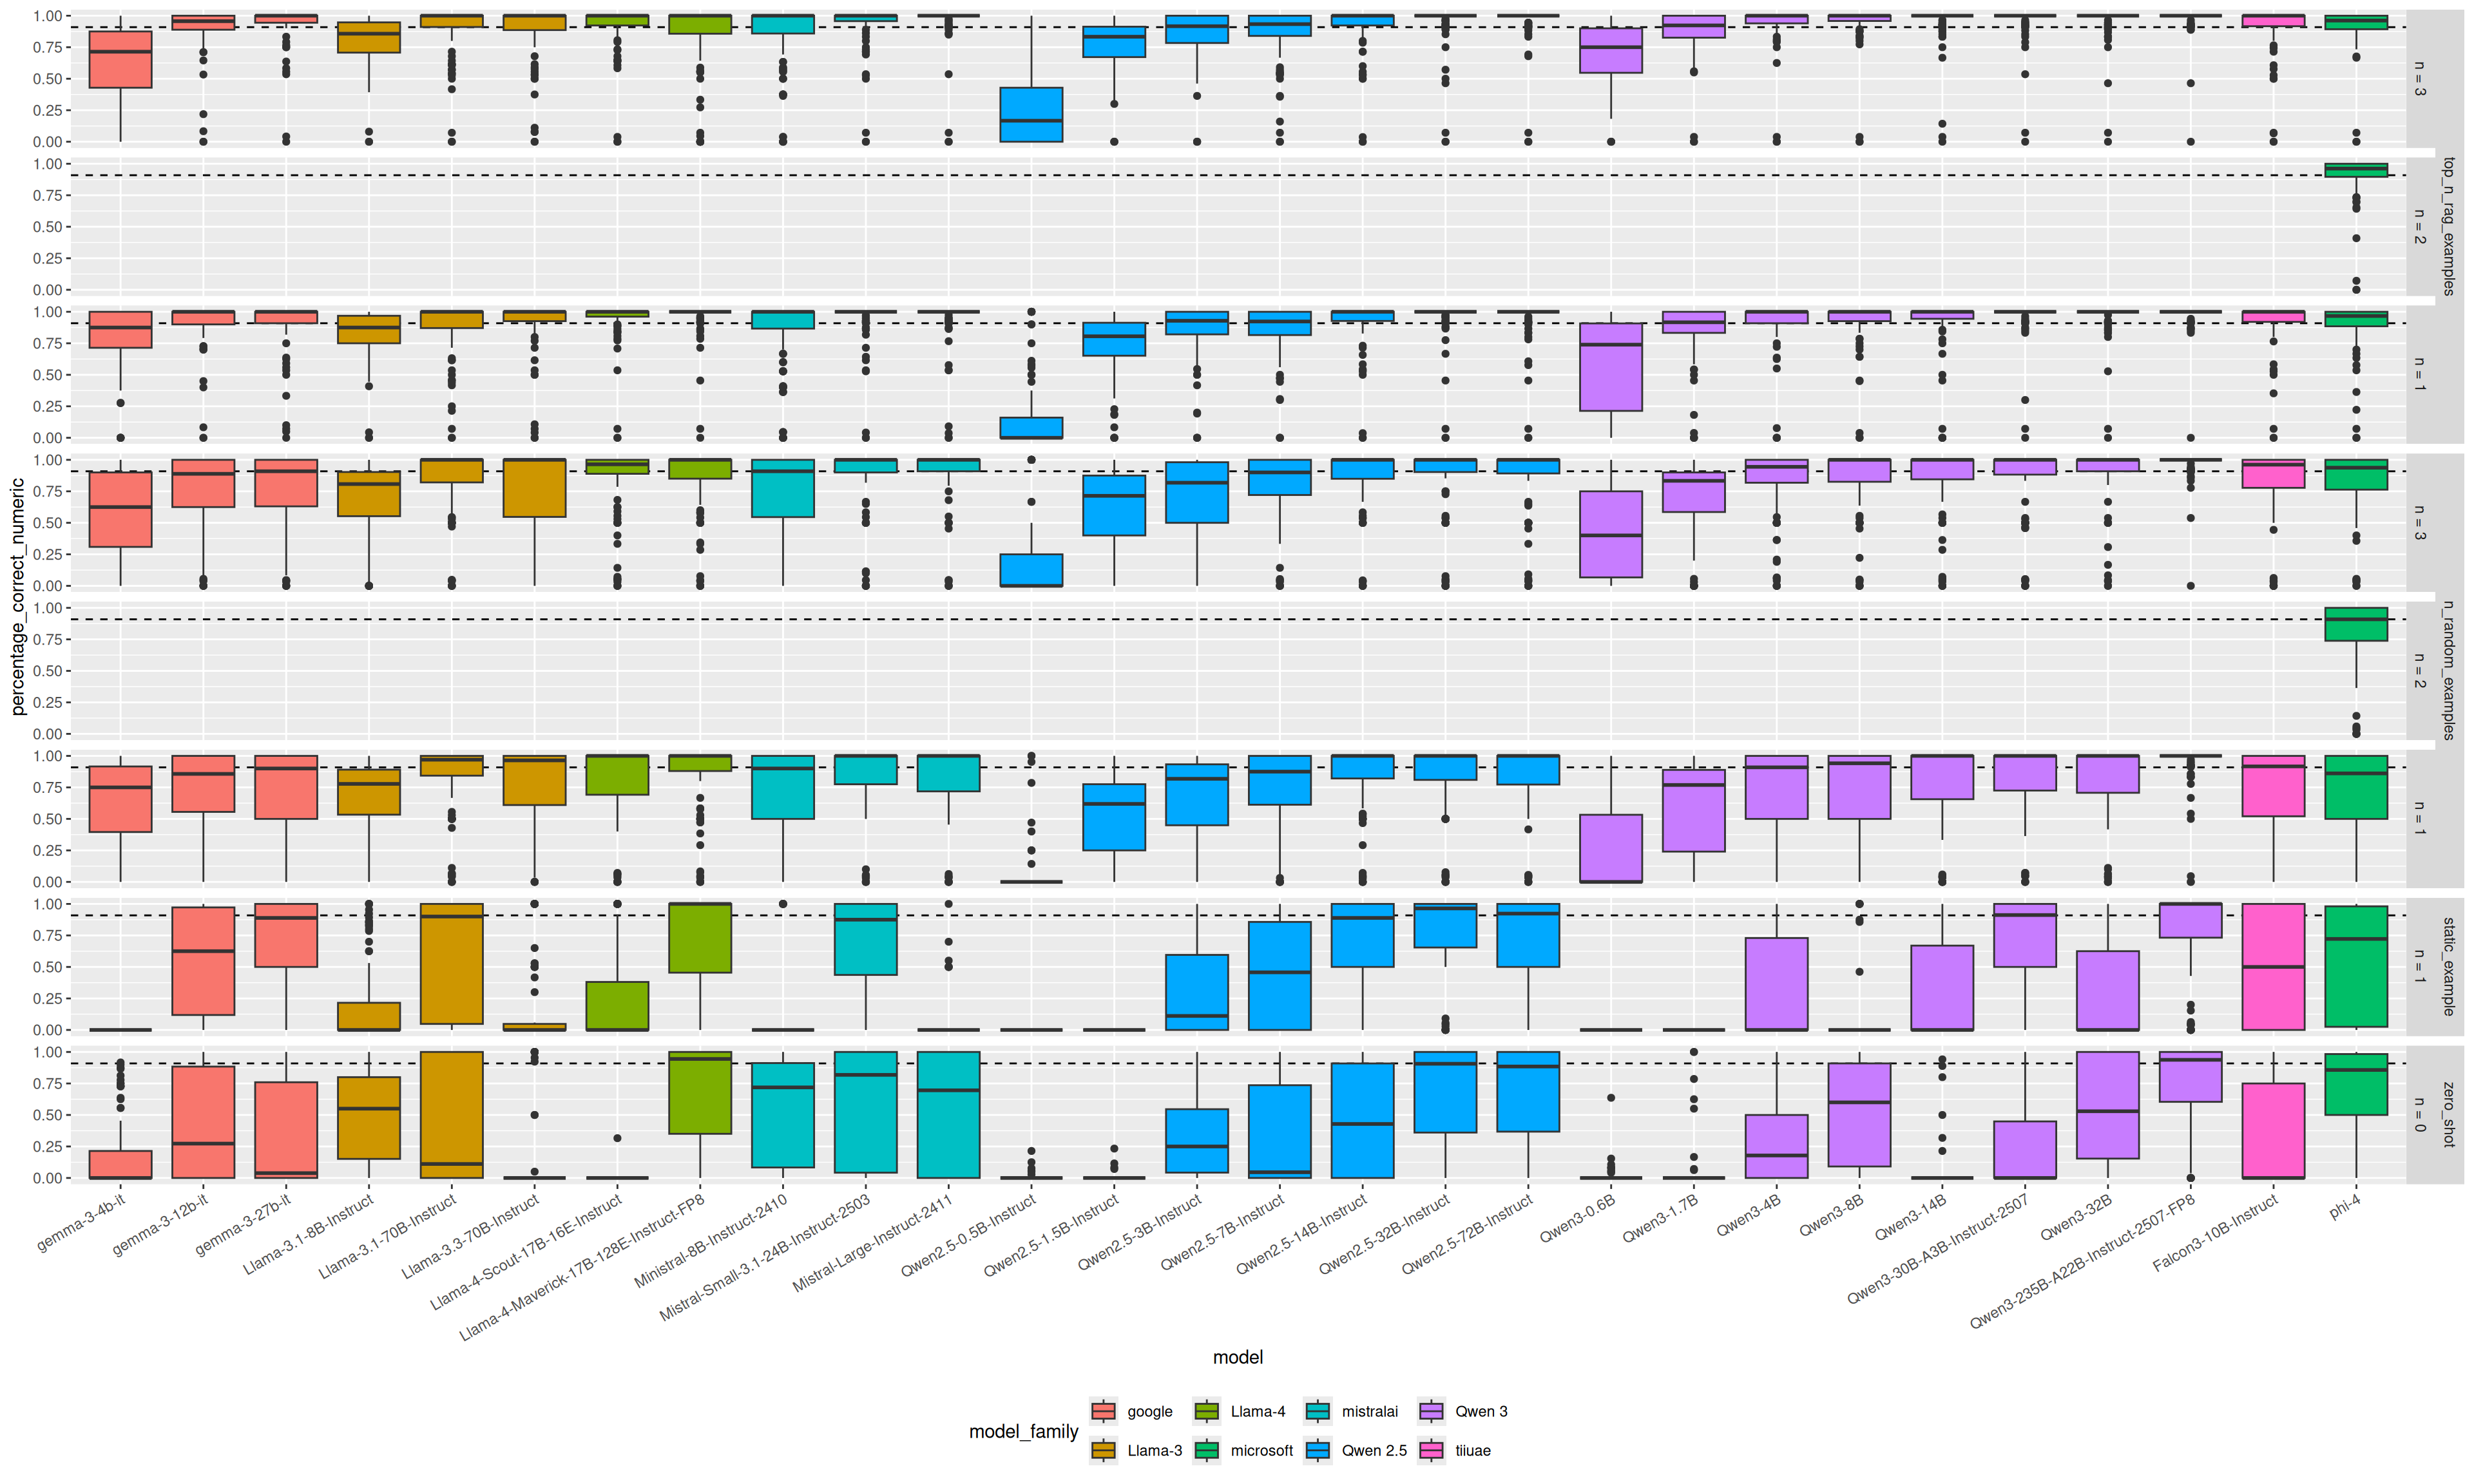 percentage_correct_numeric
1.00
0.75
0.50
0.25
0.00
n = 3
1.00
0.75
0.50
0.25
0.00
n = 2
1.00
0.75
0.50
0.25
0.00
n = 1
top_n_rag_examples
1.00
0.75
0.50
0.25
0.00
n = 3
1.00
0.75
0.50
0.25
0.00
n = 2
1.00
0.75
0.50
0.25
0.00
n = 1
n_random_examples
1.00
0.75
0.50
0.25
0.00
n = 1
static_example
1.00
0.75
0.50
0.25
0.00
n = 0
zero_shot
gemma-3-4b-it
gemma-3-12b-it
gemma-3-27b-it
Llama-3.1-8B-Instruct
Llama-3.1-70B-Instruct
Llama-3.3-70B-Instruct
Llama-4-Scout-17B-16E-Instruct
Llama-4-Maverick-17B-128E-Instruct-FP8
Ministral-8B-Instruct-2410
Mistral-Small-3.1-24B-Instruct-2503
Mistral-Large-Instruct-2411
Qwen2.5-0.5B-Instruct
Qwen2.5-1.5B-Instruct
Qwen2.5-3B-Instruct
Qwen2.5-7B-Instruct
Qwen2.5-14B-Instruct
Qwen2.5-32B-Instruct
Qwen2.5-72B-Instruct
Qwen3-0.6B
Qwen3-1.7B
Qwen3-4B
Qwen3-8B
Qwen3-14B
Qwen3-30B-A3B-Instruct-2507
Qwen3-32B
Qwen3-235B-A22B-Instruct-2507-FP8
Falcon3-10B-Instruct
phi-4
model
model_family
google
Llama-4
mistralai
Qwen 3
Llama-3
microsoft
Qwen 2.5
tiiuae